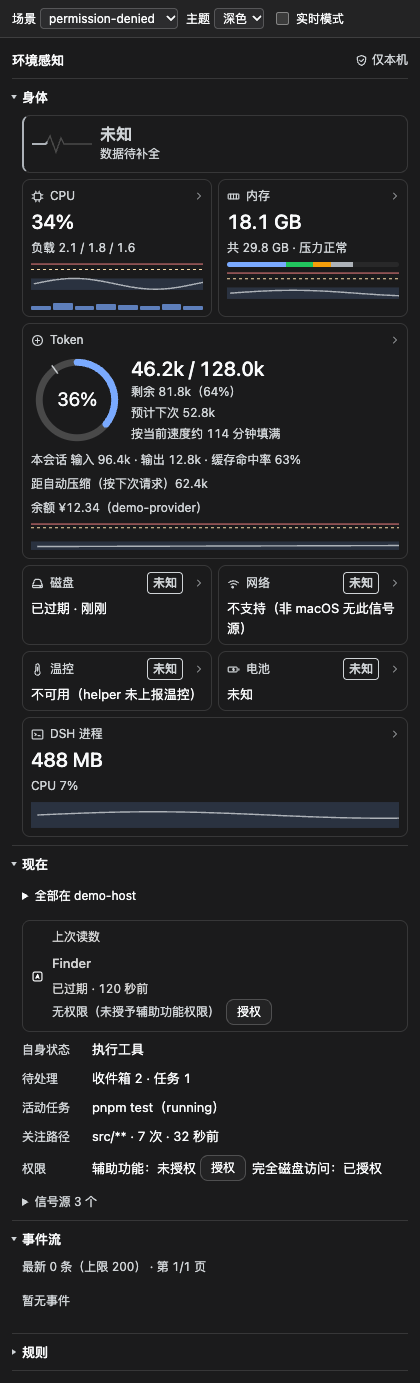 场景 permission-denied 主题 深色 实时模式
环境感知 仅本机
身体
未知
数据待补全
CPU
34%
负载 2.1 / 1.8 / 1.6
内存
18.1 GB
共 29.8 GB · 压力正常
Token
36%
46.2k / 128.0k
剩余 81.8k（64%）
预计下次 52.8k
按当前速度约 114 分钟填满
本会话 输入 96.4k · 输出 12.8k · 缓存命中率 63%
距自动压缩（按下次请求）62.4k
余额 ¥12.34（demo-provider）
磁盘 未知
已过期 · 刚刚
网络 未知
不支持（非 macOS 无此信号
源）
温控 未知
不可用（helper 未上报温控）
电池 未知
未知
DSH 进程
488 MB
CPU 7%
现在
全部在 demo-host
上次读数
Finder
已过期 · 120 秒前
无权限（未授予辅助功能权限） 授权
自身状态 执行工具
待处理 收件箱 2 · 任务 1
活动任务 pnpm test（running）
关注路径 src/** · 7 次 · 32 秒前
权限 辅助功能：未授权 授权 完全磁盘访问：已授权
信号源 3 个
事件流
最新 0 条（上限 200） · 第 1/1 页
暂无事件
规则